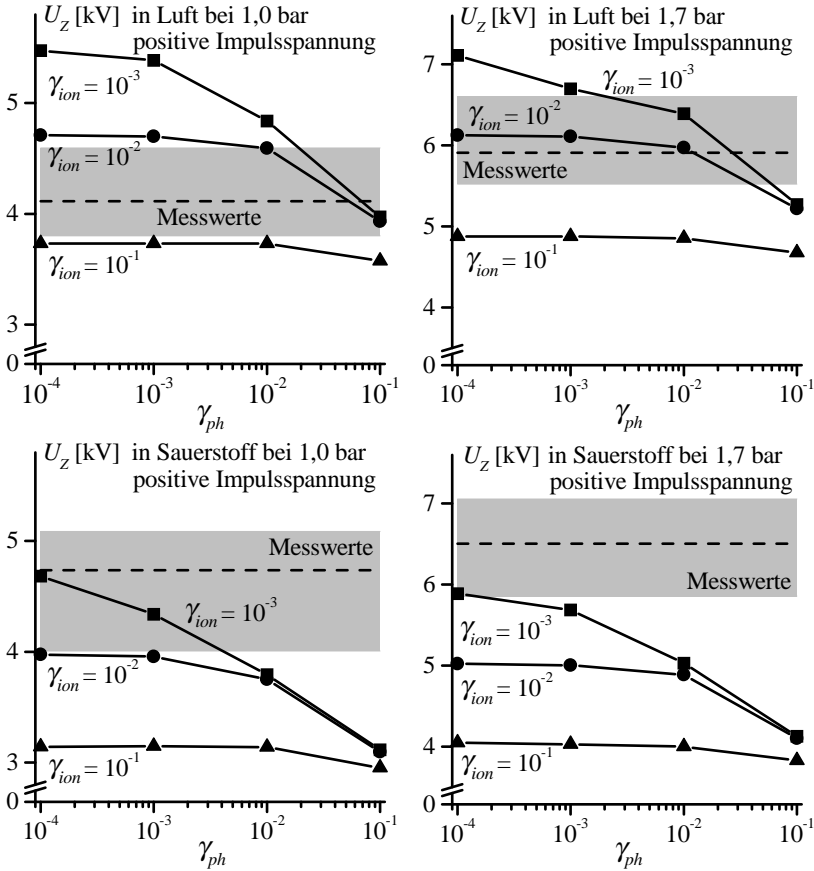 U_Z [kV] in Luft bei 1,0 bar
positive Impulsspannung
5
4
3
0
γ_ion = 10^-3
γ_ion = 10^-2
Messwerte
γ_ion = 10^-1
10^-4 10^-3 10^-2 10^-1
γ_ph
U_Z [kV] in Luft bei 1,7 bar
positive Impulsspannung
7
6
5
4
0
γ_ion = 10^-3
γ_ion = 10^-2
Messwerte
γ_ion = 10^-1
10^-4 10^-3 10^-2 10^-1
γ_ph
U_Z [kV] in Sauerstoff bei 1,0 bar
positive Impulsspannung
5
4
3
0
Messwerte
γ_ion = 10^-3
γ_ion = 10^-2
γ_ion = 10^-1
10^-4 10^-3 10^-2 10^-1
γ_ph
U_Z [kV] in Sauerstoff bei 1,7 bar
positive Impulsspannung
7
6
5
4
0
Messwerte
γ_ion = 10^-3
γ_ion = 10^-2
γ_ion = 10^-1
10^-4 10^-3 10^-2 10^-1
γ_ph